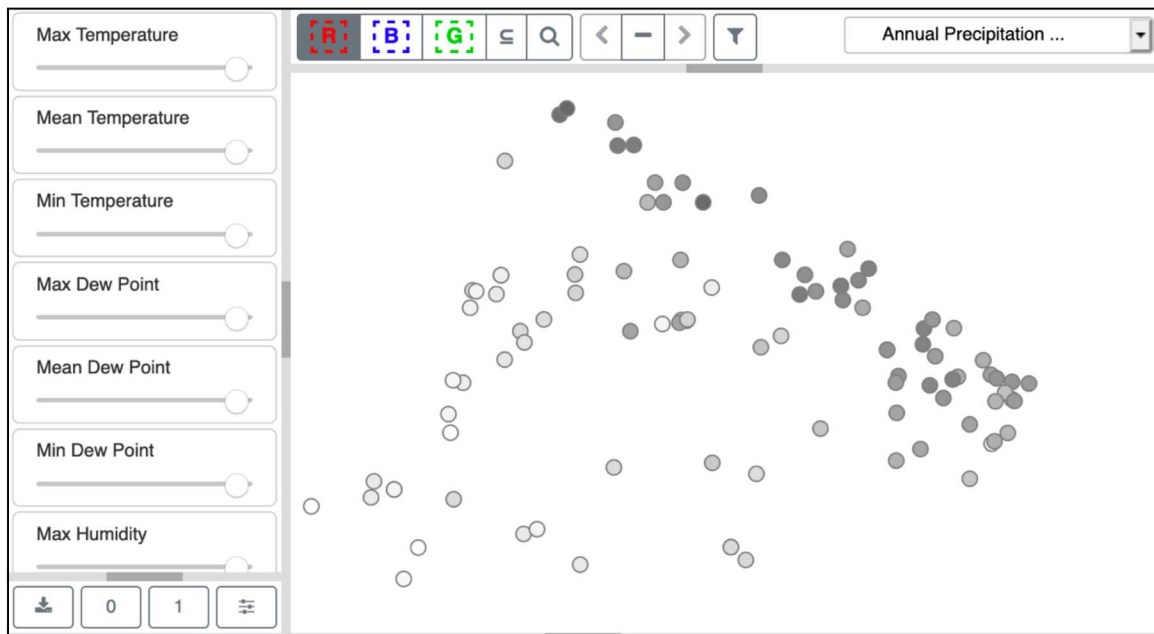 Max Temperature
Mean Temperature
Min Temperature
Max Dew Point
Mean Dew Point
Min Dew Point
Max Humidity
0 1
R B G ⊆
Annual Precipitation ...